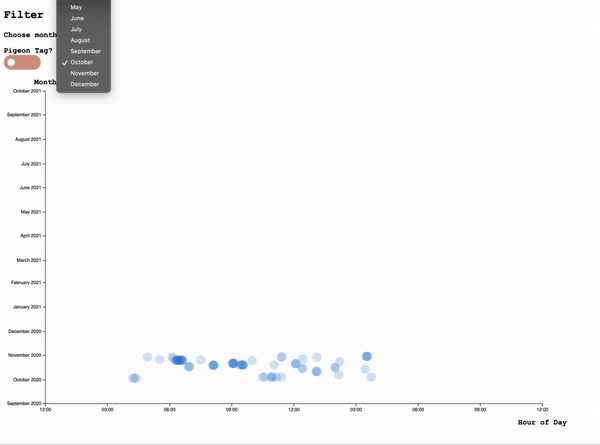 Filter
Choose month
Pigeon Tag?
May
June
July
August
September
October
November
December
Month
October 2021
September 2021
August 2021
July 2021
June 2021
May 2021
April 2021
March 2021
February 2021
January 2021
December 2020
November 2020
October 2020
September 2020
12:00 03:00 06:00 09:00 12:00 03:00 06:00 09:00 12:00
Hour of Day